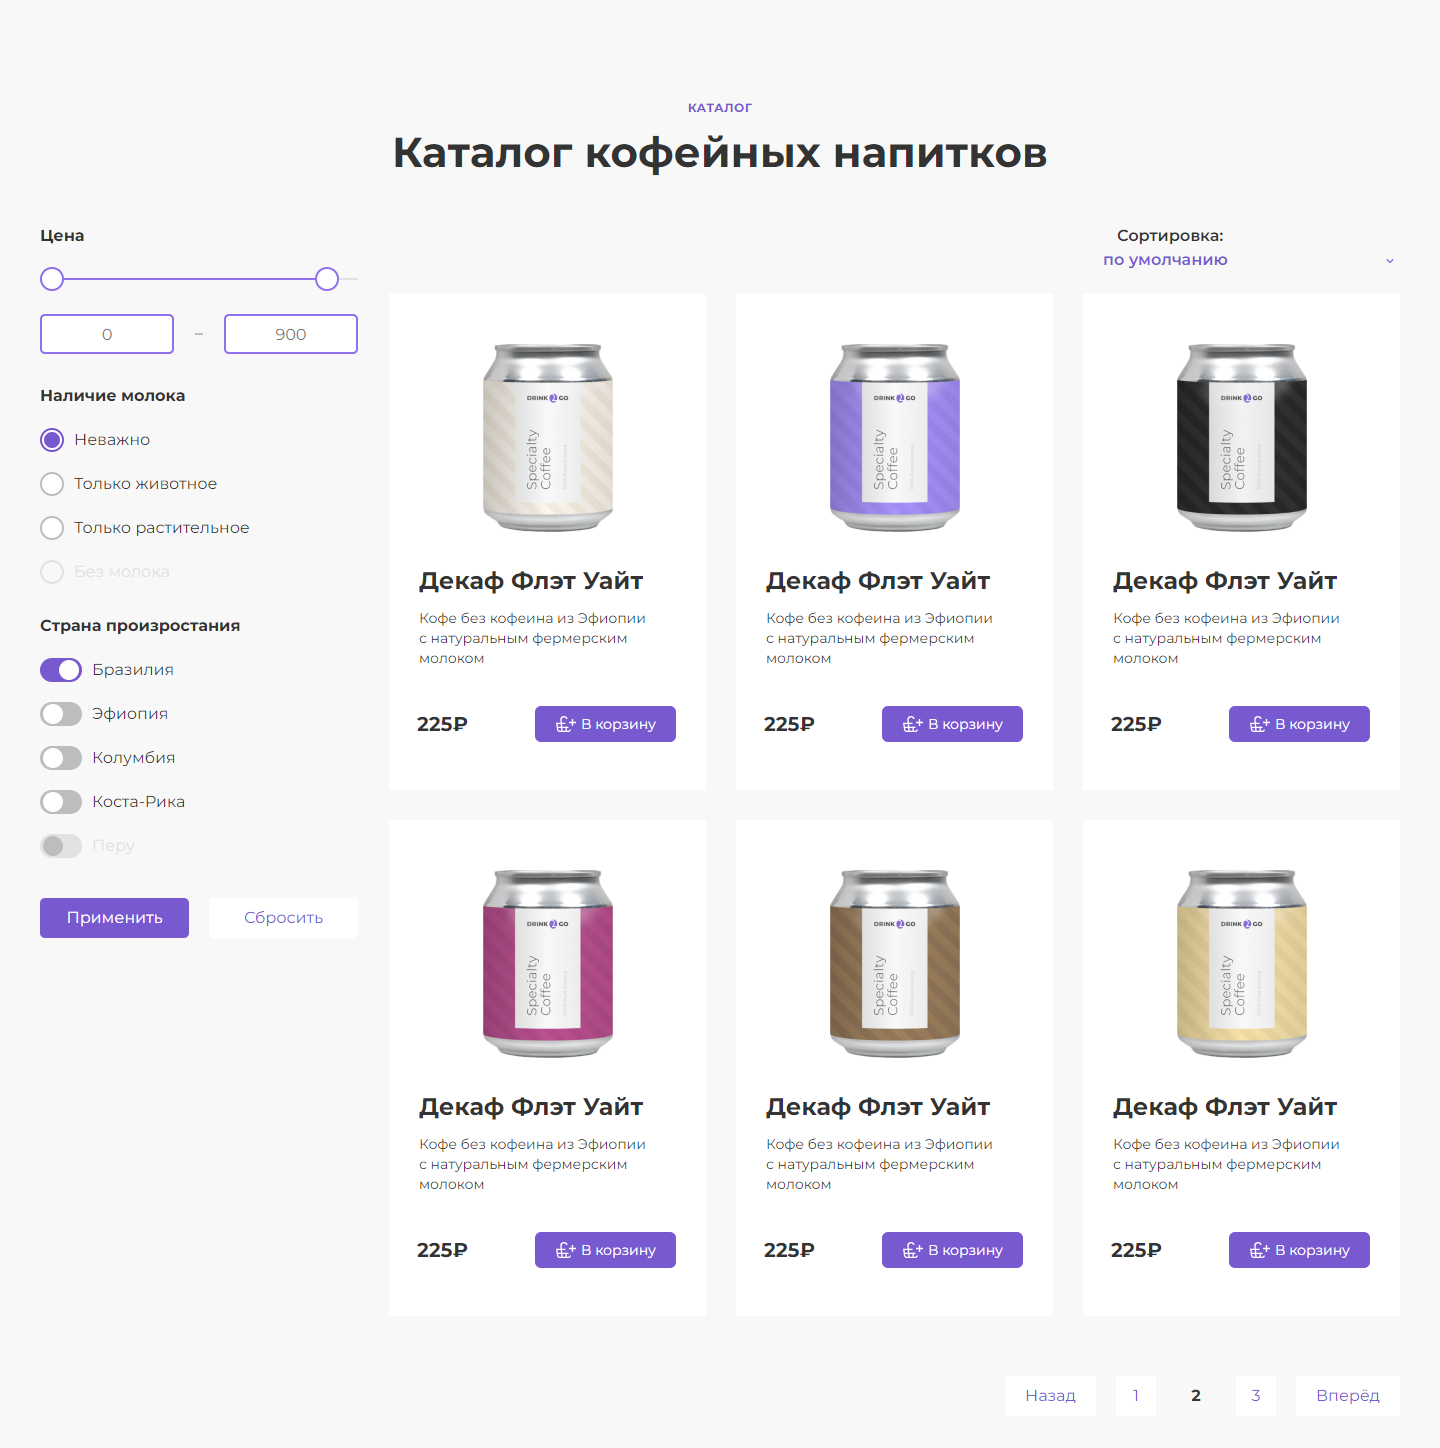 КАТАЛОГ
Каталог кофейных напитков
Цена
0 – 900
Наличие молока
Неважно
Только животное
Только растительное
Без молока
Страна произростания
Бразилия
Эфиопия
Колумбия
Коста-Рика
Перу
Применить
Сбросить
Сортировка:
по умолчанию
DRINK 2 GO
Specialty
Coffee
Декаф Флэт Уайт
Кофе без кофеина из Эфиопии
с натуральным фермерским
молоком
225₽
В корзину
DRINK 2 GO
Specialty
Coffee
Декаф Флэт Уайт
Кофе без кофеина из Эфиопии
с натуральным фермерским
молоком
225₽
В корзину
DRINK 2 GO
Specialty
Coffee
Декаф Флэт Уайт
Кофе без кофеина из Эфиопии
с натуральным фермерским
молоком
225₽
В корзину
DRINK 2 GO
Specialty
Coffee
Декаф Флэт Уайт
Кофе без кофеина из Эфиопии
с натуральным фермерским
молоком
225₽
В корзину
DRINK 2 GO
Specialty
Coffee
Декаф Флэт Уайт
Кофе без кофеина из Эфиопии
с натуральным фермерским
молоком
225₽
В корзину
DRINK 2 GO
Specialty
Coffee
Декаф Флэт Уайт
Кофе без кофеина из Эфиопии
с натуральным фермерским
молоком
225₽
В корзину
Назад 1 2 3 Вперёд